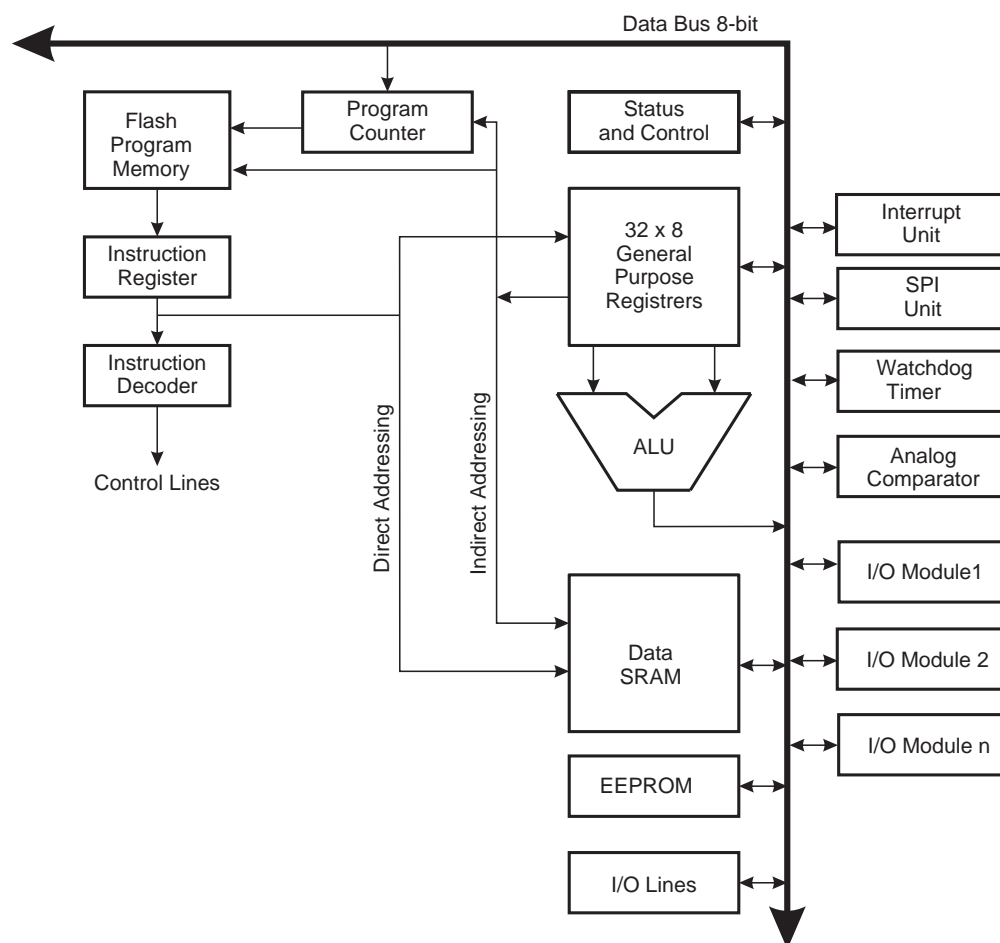 Data Bus 8-bit
Flash
Program
Memory
Program
Counter
Status
and Control
32 x 8
General
Purpose
Registrers
Interrupt
Unit
Instruction
Register
SPI
Unit
Instruction
Decoder
Watchdog
Timer
Direct Addressing
Indirect Addressing
ALU
Analog
Comparator
Control Lines
I/O Module1
Data
SRAM
I/O Module 2
I/O Module n
EEPROM
I/O Lines